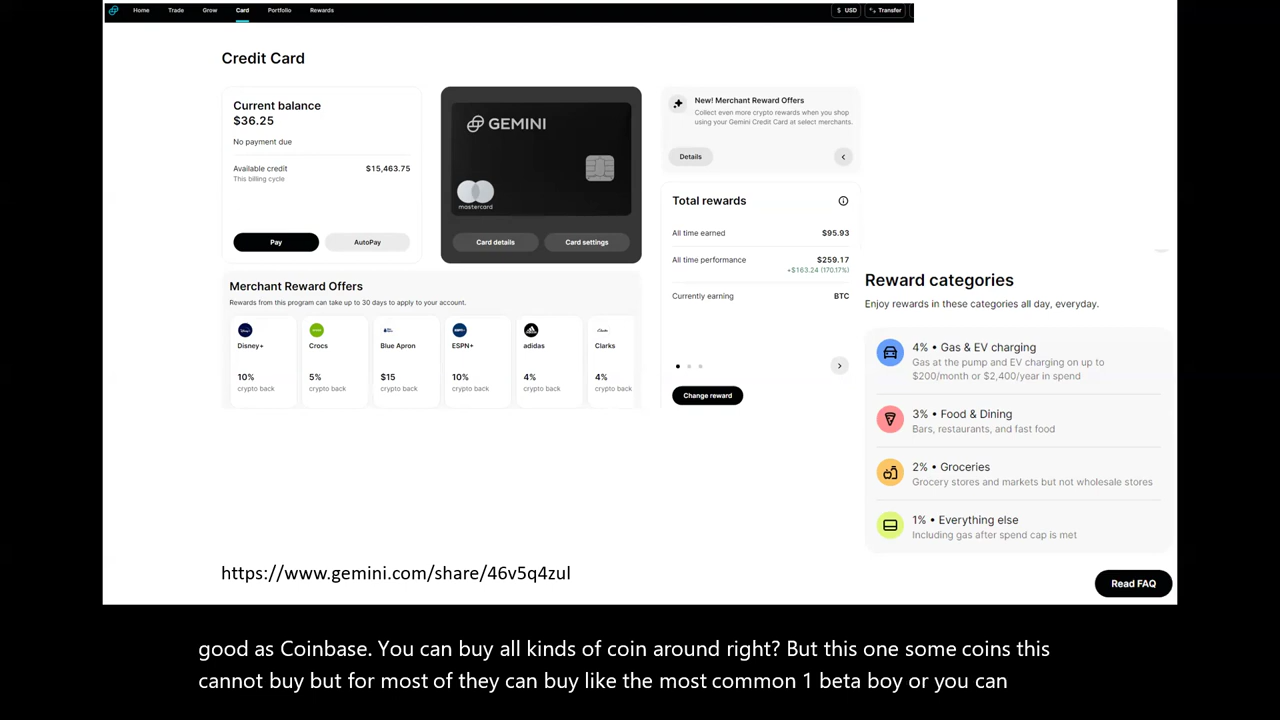 Home Trade Grow Card Portfolio Rewards $ USD Transfer
Credit Card
Current balance
$36.25
No payment due
Available credit $15,463.75
This billing cycle
Pay AutoPay
GEMINI
mastercard
Card details Card settings
New! Merchant Reward Offers
Collect even more crypto rewards when you shop
using your Gemini Credit Card at select merchants.
Details
Total rewards
All time earned $95.93
All time performance $259.17
+$163.24 (170.17%)
Currently earning BTC
Change reward
Merchant Reward Offers
Rewards from this program can take up to 30 days to apply to your account.
Disney+ Crocs Blue Apron ESPN+ adidas Clarks
10% 5% $15 10% 4% 4%
crypto back crypto back crypto back crypto back crypto back crypto back
Reward categories
Enjoy rewards in these categories all day, everyday.
4% • Gas & EV charging
Gas at the pump and EV charging on up to
$200/month or $2,400/year in spend
3% • Food & Dining
Bars, restaurants, and fast food
2% • Groceries
Grocery stores and markets but not wholesale stores
1% • Everything else
Including gas after spend cap is met
Read FAQ
https://www.gemini.com/share/46v5q4zul
good as Coinbase. You can buy all kinds of coin around right? But this one some coins this
cannot buy but for most of they can buy like the most common 1 beta boy or you can